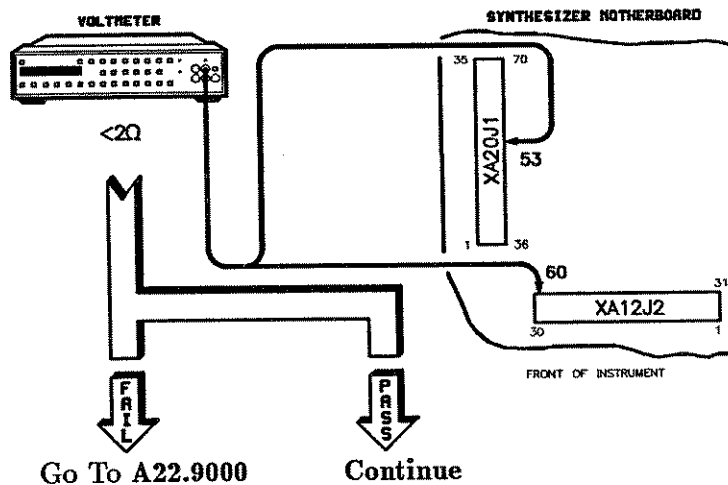 VOLTMETER
SYNTHESIZER MOTHERBOARD
<2Ω
35
70
XA20J1
53
1
36
60
31
XA12J2
30
1
FRONT OF INSTRUMENT
FAIL
PASS
Go To A22.9000
Continue